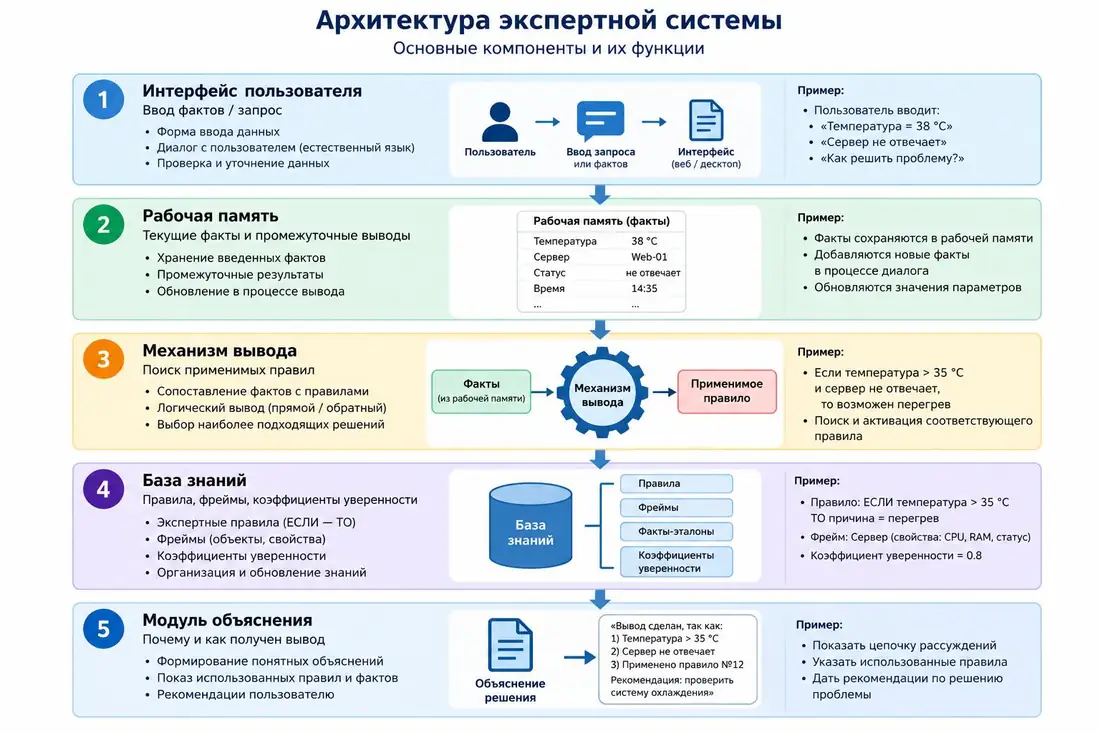 Архитектура экспертной системы
Основные компоненты и их функции
1
Интерфейс пользователя
Ввод фактов / запрос
• Форма ввода данных
• Диалог с пользователем (естественный язык)
• Проверка и уточнение данных
Пользователь
Ввод запроса
или фактов
Интерфейс
(веб / десктоп)
Пример:
• Пользователь вводит:
• «Температура = 38 °C»
• «Сервер не отвечает»
• «Как решить проблему?»
2
Рабочая память
Текущие факты и промежуточные выводы
• Хранение введенных фактов
• Промежуточные результаты
• Обновление в процессе вывода
Рабочая память (факты)
Температура 38 °C
Сервер Web-01
Статус не отвечает
Время 14:35
... ...
Пример:
• Факты сохраняются в рабочей памяти
• Добавляются новые факты
в процессе диалога
• Обновляются значения параметров
3
Механизм вывода
Поиск применимых правил
• Сопоставление фактов с правилами
• Логический вывод (прямой / обратный)
• Выбор наиболее подходящих решений
Факты
(из рабочей памяти)
Механизм
вывода
Применимое
правило
Пример:
• Если температура > 35 °C
и сервер не отвечает,
то возможен перегрев
• Поиск и активация соответствующего
правила
4
База знаний
Правила, фреймы, коэффициенты уверенности
• Экспертные правила (ЕСЛИ — ТО)
• Фреймы (объекты, свойства)
• Коэффициенты уверенности
• Организация и обновление знаний
База
знаний
Правила
Фреймы
Факты-эталоны
Коэффициенты
уверенности
Пример:
• Правило: ЕСЛИ температура > 35 °C
ТО причина = перегрев
• Фрейм: Сервер (свойства: CPU, RAM, статус)
• Коэффициент уверенности = 0.8
5
Модуль объяснения
Почему и как получен вывод
• Формирование понятных объяснений
• Показ использованных правил и фактов
• Рекомендации пользователю
Объяснение
решения
«Вывод сделан, так как:
1) Температура > 35 °C
2) Сервер не отвечает
3) Применено правило №12
Рекомендация: проверить
систему охлаждения»
Пример:
• Показать цепочку рассуждений
• Указать использованные правила
• Дать рекомендации по решению
проблемы